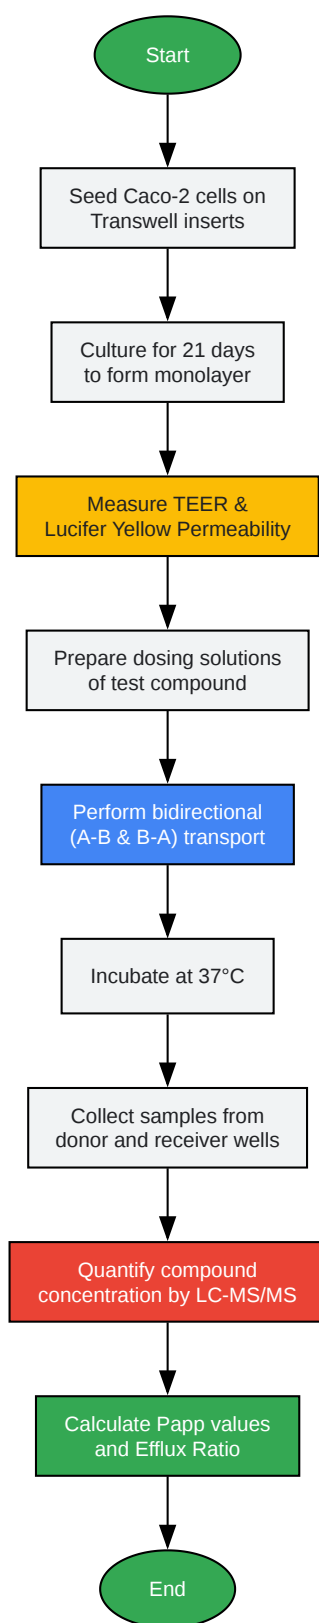 Start
Seed Caco-2 cells on
Transwell inserts
Culture for 21 days
to form monolayer
Measure TEER &
Lucifer Yellow Permeability
Prepare dosing solutions
of test compound
Perform bidirectional
(A-B & B-A) transport
Incubate at 37°C
Collect samples from
donor and receiver wells
Quantify compound
concentration by LC-MS/MS
Calculate Papp values
and Efflux Ratio
End